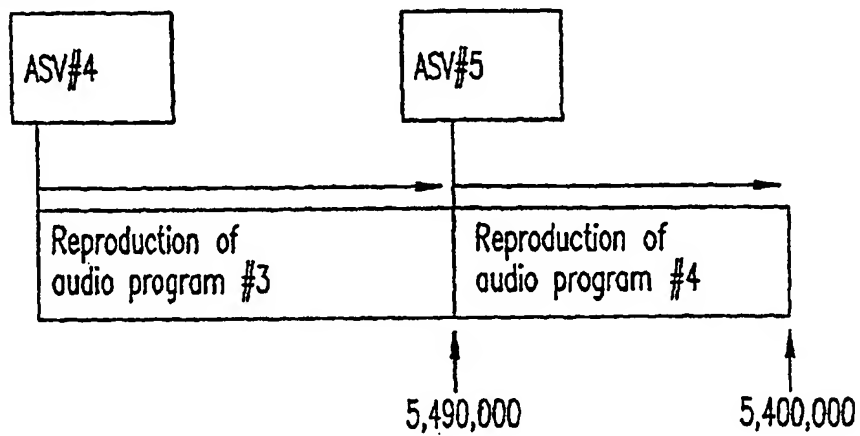 ASV#4
ASV#5
Reproduction of
audio program #3
Reproduction of
audio program #4
5,490,000
5,400,000